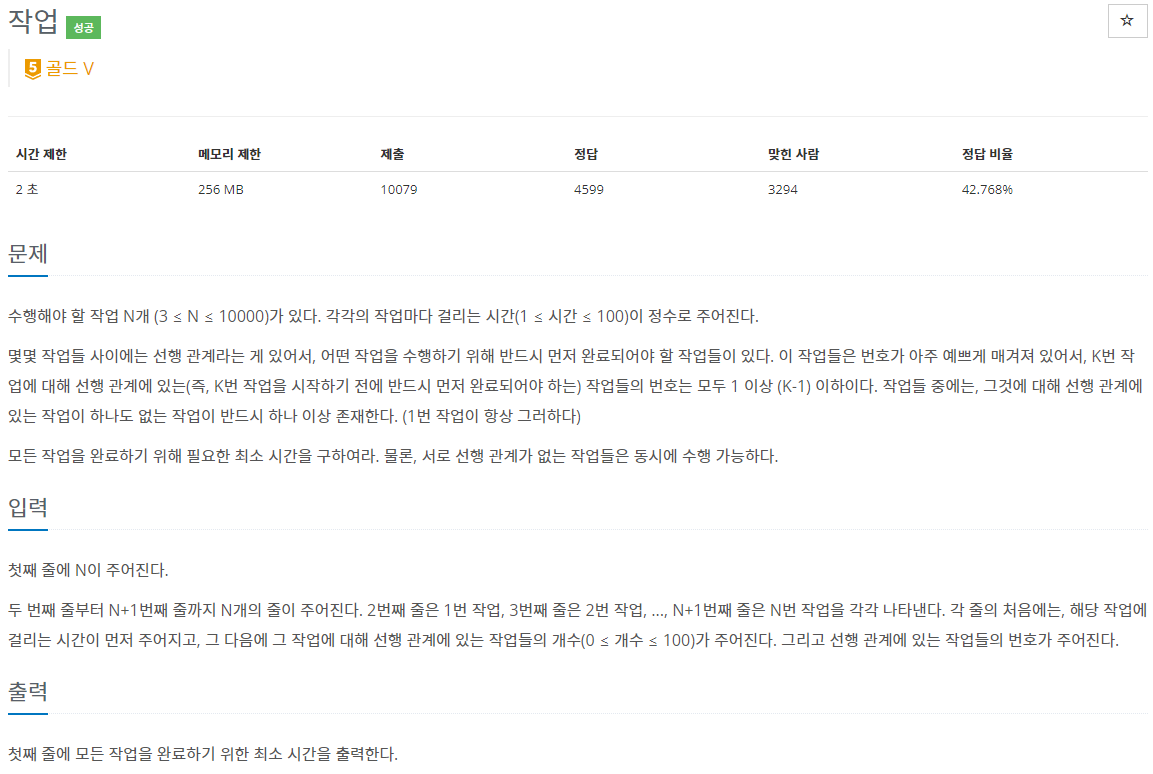 작업 성공
☆
5 골드 V
시간 제한 메모리 제한 제출 정답 맞힌 사람 정답 비율
2 초 256 MB 10079 4599 3294 42.768%
문제
수행해야 할 작업 N개 (3 ≤ N ≤ 10000)가 있다. 각각의 작업마다 걸리는 시간(1 ≤ 시간 ≤ 100)이 정수로 주어진다.
몇몇 작업들 사이에는 선행 관계라는 게 있어서, 어떤 작업을 수행하기 위해 반드시 먼저 완료되어야 할 작업들이 있다. 이 작업들은 번호가 아주 예쁘게 매겨져 있어서, K번 작
업에 대해 선행 관계에 있는(즉, K번 작업을 시작하기 전에 반드시 먼저 완료되어야 하는) 작업들의 번호는 모두 1 이상 (K-1) 이하이다. 작업들 중에는, 그것에 대해 선행 관계에
있는 작업이 하나도 없는 작업이 반드시 하나 이상 존재한다. (1번 작업이 항상 그러하다)
모든 작업을 완료하기 위해 필요한 최소 시간을 구하여라. 물론, 서로 선행 관계가 없는 작업들은 동시에 수행 가능하다.
입력
첫째 줄에 N이 주어진다.
두 번째 줄부터 N+1번째 줄까지 N개의 줄이 주어진다. 2번째 줄은 1번 작업, 3번째 줄은 2번 작업, ..., N+1번째 줄은 N번 작업을 각각 나타낸다. 각 줄의 처음에는, 해당 작업에
걸리는 시간이 먼저 주어지고, 그 다음에 그 작업에 대해 선행 관계에 있는 작업들의 개수(0 ≤ 개수 ≤ 100)가 주어진다. 그리고 선행 관계에 있는 작업들의 번호가 주어진다.
출력
첫째 줄에 모든 작업을 완료하기 위한 최소 시간을 출력한다.